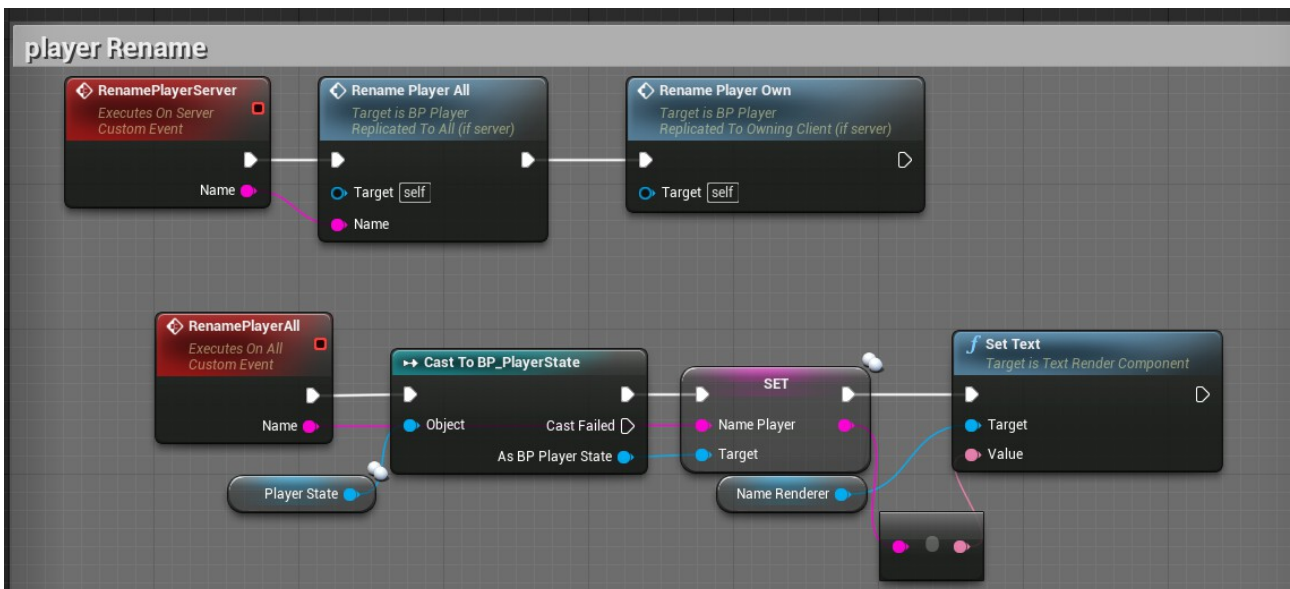 player Rename
RenamePlayerServer
Executes On Server
Custom Event
Name
Rename Player All
Target is BP Player
Replicated To All (if server)
Target self
Name
Rename Player Own
Target is BP Player
Replicated To Owning Client (if server)
Target self
RenamePlayerAll
Executes On All
Custom Event
Name
Player State
Cast To BP_PlayerState
Object Cast Failed
As BP Player State
SET
Name Player
Target
Name Renderer
Set Text
Target is Text Render Component
Target
Value